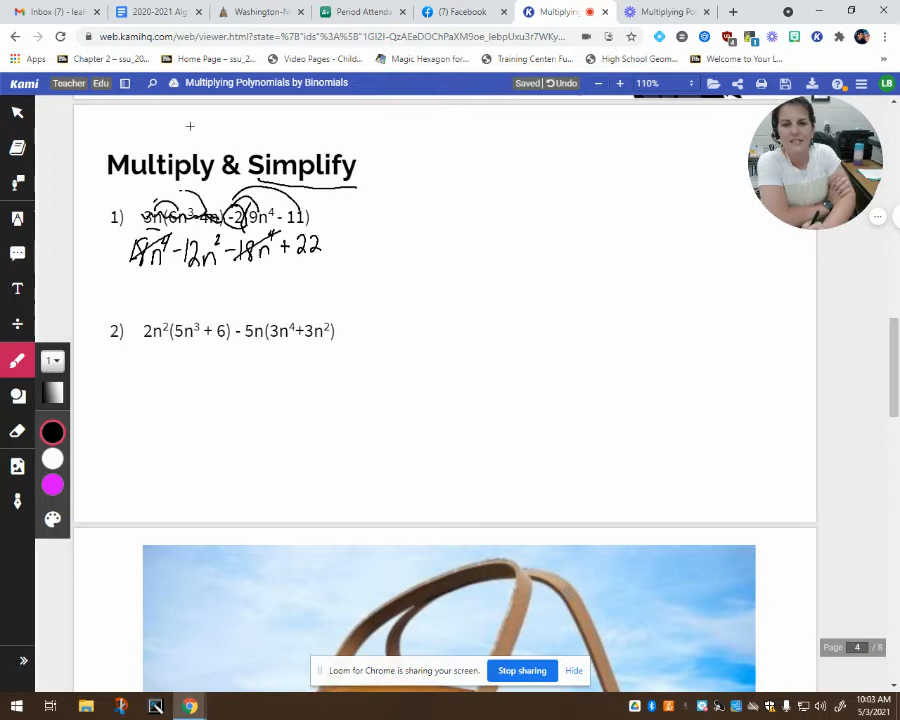 Inbox (7) - leah
2020-2021 Alg
Washington-N
Period Attenda
(7) Facebook
Multiplying
Multiplying Po
web.kamihq.com/web/viewer.html?state=%7B"ids"%3A%5B"1GI2I-QzAEeDOChPaXM9oe_lebpUxu3r7WKy...
Apps
Chapter 2 – ssu_20...
Home Page – ssu_2...
Video Pages - Child...
Magic Hexagon for...
Training Center: Fu...
High School Geom...
Welcome to Your L...
Kami Teacher Edu Multiplying Polynomials by Binomials Saved Undo 110%
Multiply & Simplify
1) 3n(6n³-4n) -2(9n⁴ - 11)
18n⁴ - 12n² - 18n⁴ + 22
2) 2n²(5n³ + 6) - 5n(3n⁴+3n²)
T
1
Page 4 / 8
Loom for Chrome is sharing your screen. Stop sharing Hide
10:03 AM
5/3/2021
LB